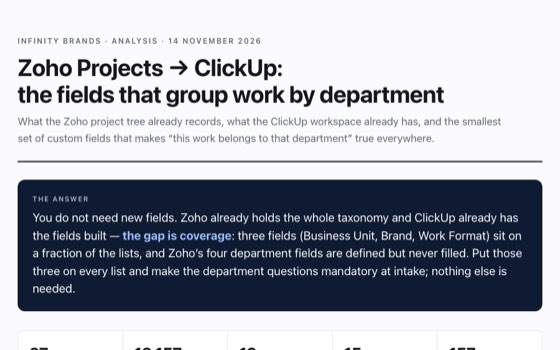 INFINITY BRANDS · ANALYSIS · 14 NOVEMBER 2026
Zoho Projects → ClickUp:
the fields that group work by department
What the Zoho project tree already records, what the ClickUp workspace already has, and the smallest
set of custom fields that makes “this work belongs to that department” true everywhere.
THE ANSWER
You do not need new fields. Zoho already holds the whole taxonomy and ClickUp already has
the fields built — the gap is coverage: three fields (Business Unit, Brand, Work Format) sit on
a fraction of the lists, and Zoho’s four department fields are defined but never filled. Put those
three on every list and make the department questions mandatory at intake; nothing else is
needed.